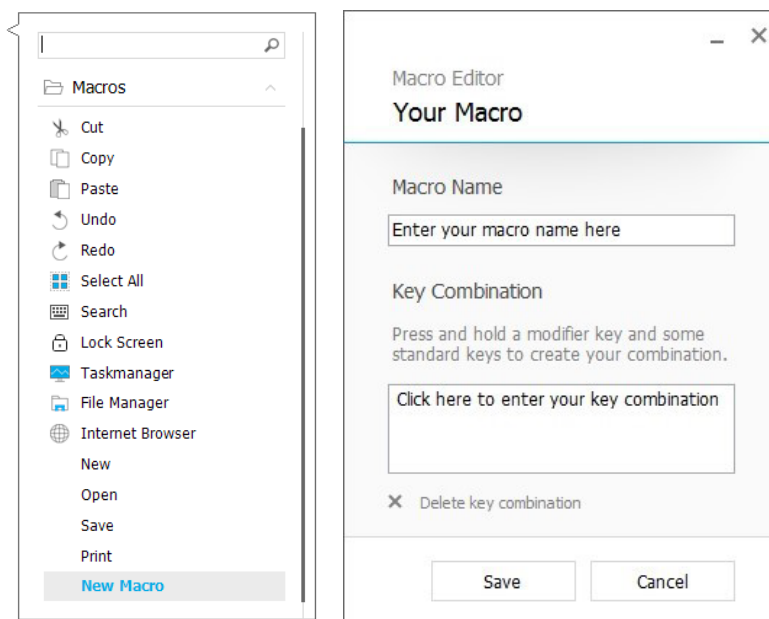 Macros
Cut
Copy
Paste
Undo
Redo
Select All
Search
Lock Screen
Taskmanager
File Manager
Internet Browser
New
Open
Save
Print
New Macro
Macro Editor
Your Macro
Macro Name
Enter your macro name here
Key Combination
Press and hold a modifier key and some
standard keys to create your combination.
Click here to enter your key combination
Delete key combination
Save
Cancel